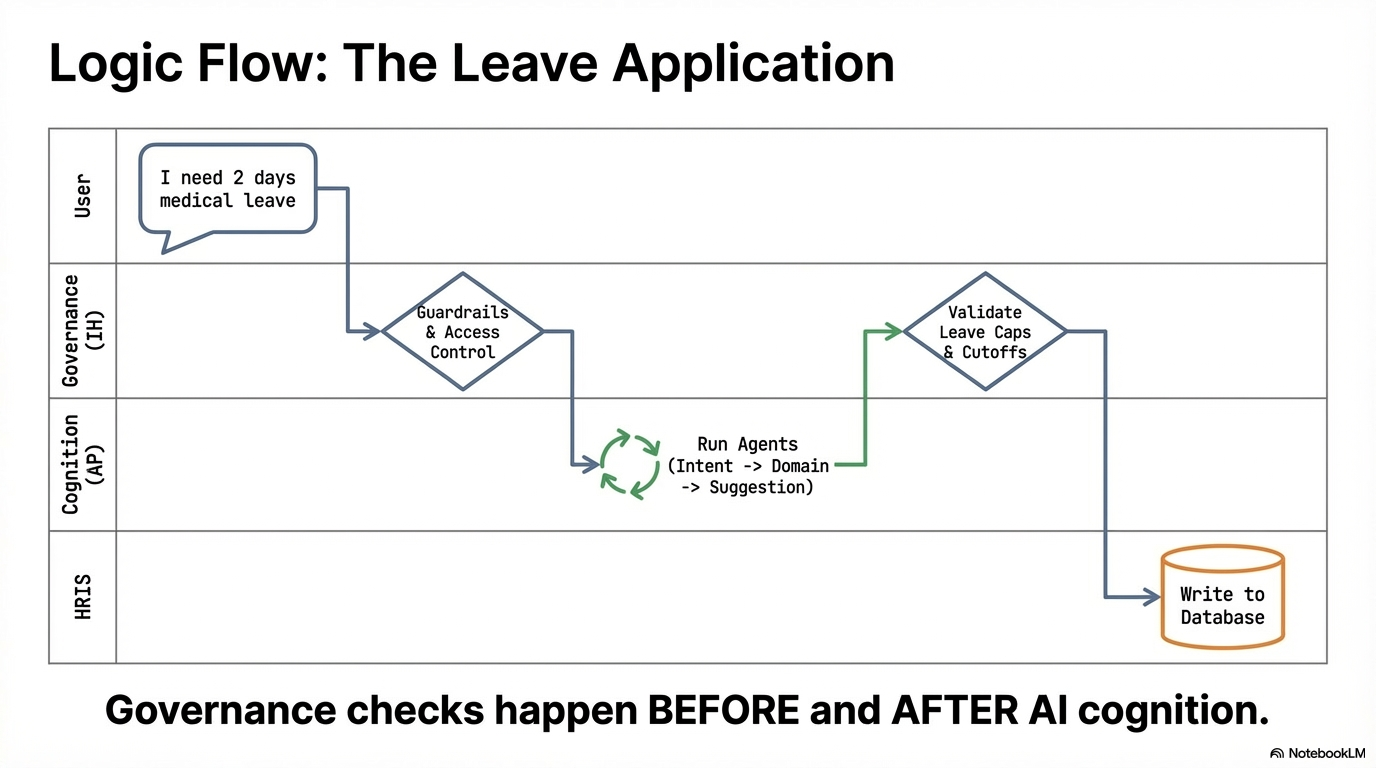 Logic Flow: The Leave Application
User
I need 2 days
medical leave
Governance
(IH)
Guardrails
& Access
Control
Validate
Leave Caps
& Cutoffs
Cognition
(AP)
Run Agents
(Intent -> Domain
-> Suggestion)
HRIS
Write to
Database
Governance checks happen BEFORE and AFTER AI cognition.
NotebookLM